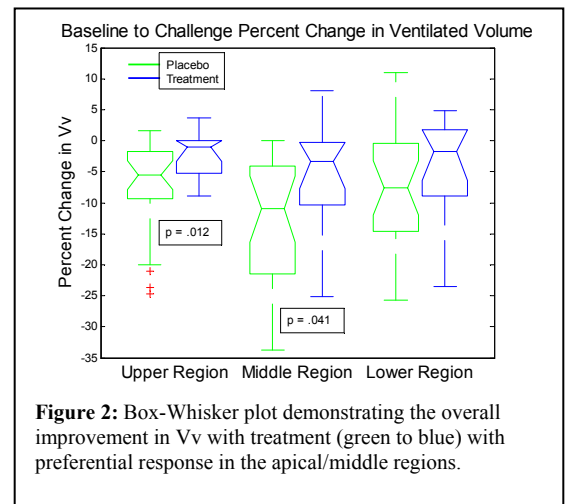 Baseline to Challenge Percent Change in Ventilated Volume
Percent Change in Vv
15
10
5
0
-5
-10
-15
-20
-25
-30
-35
Placebo
Treatment
p = .012
p = .041
Upper Region Middle Region Lower Region
Figure 2: Box-Whisker plot demonstrating the overall
improvement in Vv with treatment (green to blue) with
preferential response in the apical/middle regions.